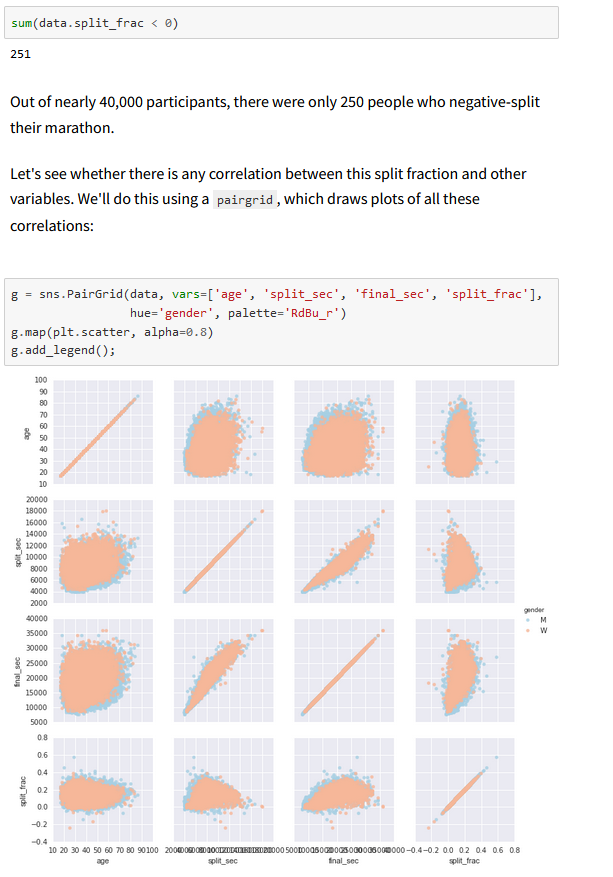 sum(data.split_frac < 0)
251
Out of nearly 40,000 participants, there were only 250 people who negative-split
their marathon.
Let's see whether there is any correlation between this split fraction and other
variables. We'll do this using a pairgrid, which draws plots of all these
correlations:
g = sns.PairGrid(data, vars=['age', 'split_sec', 'final_sec', 'split_frac'],
hue='gender', palette='RdBu_r')
g.map(plt.scatter, alpha=0.8)
g.add_legend();
100
90
80
70
60
50
40
30
20
10
age
20000
18000
16000
14000
12000
10000
8000
6000
4000
2000
split_sec
40000
35000
30000
25000
20000
15000
10000
5000
final_sec
gender
M
W
0.8
0.6
0.4
0.2
0.0
−0.2
−0.4
split_frac
10 20 30 40 50 60 70 80 90100
−0.4−0.2 0.0 0.2 0.4 0.6 0.8
age split_sec final_sec split_frac